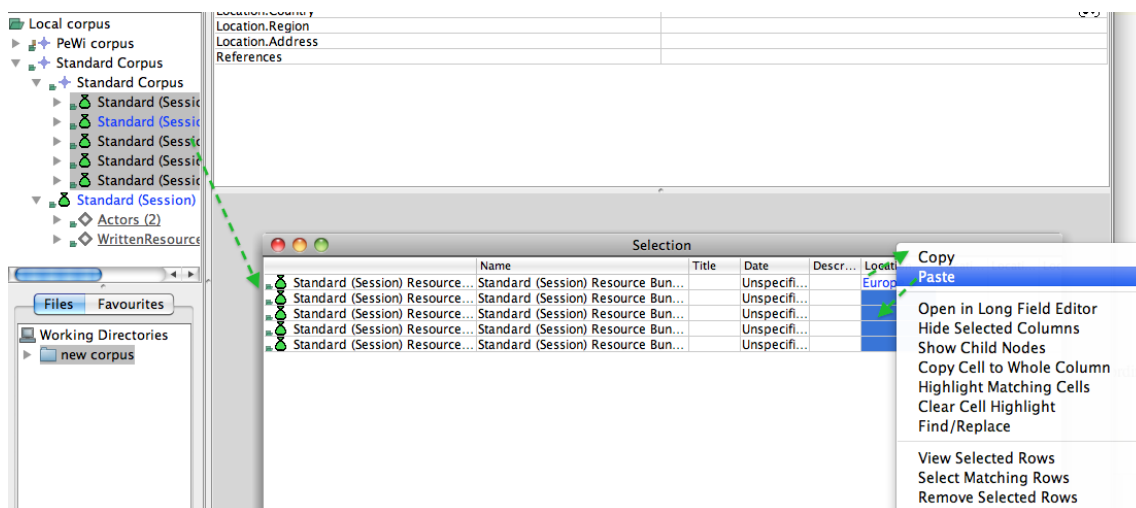 Local corpus
PeWi corpus
Standard Corpus
Standard Corpus
Standard (Sessio
Standard (Sessio
Standard (Sessio
Standard (Sessio
Standard (Sessio
Standard (Session)
Actors (2)
WrittenResource
Files Favourites
Working Directories
new corpus
Location.Country
Location.Region
Location.Address
References
Selection
Name Title Date Descr... Locati
Standard (Session) Resource... Standard (Session) Resource Bun... Unspecifi... Europ
Standard (Session) Resource... Standard (Session) Resource Bun... Unspecifi...
Standard (Session) Resource... Standard (Session) Resource Bun... Unspecifi...
Standard (Session) Resource... Standard (Session) Resource Bun... Unspecifi...
Standard (Session) Resource... Standard (Session) Resource Bun... Unspecifi...
Copy
Paste
Open in Long Field Editor
Hide Selected Columns
Show Child Nodes
Copy Cell to Whole Column
Highlight Matching Cells
Clear Cell Highlight
Find/Replace
View Selected Rows
Select Matching Rows
Remove Selected Rows